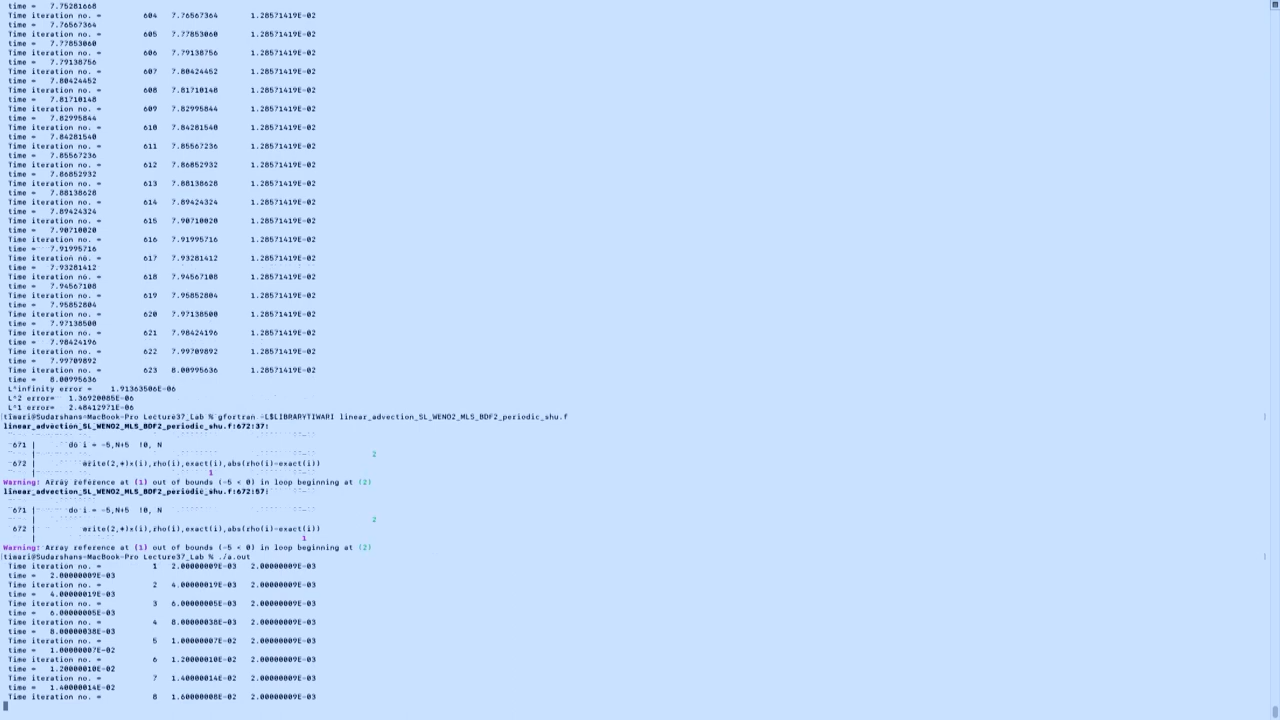 time =   7.75281668
Time iteration no. =         604   7.76567364       1.28571419E-02
time =   7.76567364
Time iteration no. =         605   7.77853060       1.28571419E-02
time =   7.77853060
Time iteration no. =         606   7.79138756       1.28571419E-02
time =   7.79138756
Time iteration no. =         607   7.80424452       1.28571419E-02
time =   7.80424452
Time iteration no. =         608   7.81710148       1.28571419E-02
time =   7.81710148
Time iteration no. =         609   7.82995844       1.28571419E-02
time =   7.82995844
Time iteration no. =         610   7.84281540       1.28571419E-02
time =   7.84281540
Time iteration no. =         611   7.85567236       1.28571419E-02
time =   7.85567236
Time iteration no. =         612   7.86852932       1.28571419E-02
time =   7.86852932
Time iteration no. =         613   7.88138628       1.28571419E-02
time =   7.88138628
Time iteration no. =         614   7.89424324       1.28571419E-02
time =   7.89424324
Time iteration no. =         615   7.90710020       1.28571419E-02
time =   7.90710020
Time iteration no. =         616   7.91995716       1.28571419E-02
time =   7.91995716
Time iteration no. =         617   7.93281412       1.28571419E-02
time =   7.93281412
Time iteration no. =         618   7.94567108       1.28571419E-02
time =   7.94567108
Time iteration no. =         619   7.95852804       1.28571419E-02
time =   7.95852804
Time iteration no. =         620   7.97138500       1.28571419E-02
time =   7.97138500
Time iteration no. =         621   7.98424196       1.28571419E-02
time =   7.98424196
Time iteration no. =         622   7.99709892       1.28571419E-02
time =   7.99709892
Time iteration no. =         623   8.00995636       1.28571419E-02
time =   8.00995636
L^infinity error =    1.91363506E-06
L^2 error=   1.36920085E-06
L^1 error=   2.48412971E-06
tiwari@Sudarshans-MacBook-Pro Lecture37_Lab % gfortran -L$LIBRARYTIWARI linear_advection_SL_WENO2_MLS_BDF2_periodic_shu.f
linear_advection_SL_WENO2_MLS_BDF2_periodic_shu.f:672:37:
671 |       do i = -5,N+5  !0, N
2
672 |         write(2,*)x(i),rho(i),exact(i),abs(rho(i)-exact(i))
1
Warning: Array reference at (1) out of bounds (-5 < 0) in loop beginning at (2)
linear_advection_SL_WENO2_MLS_BDF2_periodic_shu.f:672:57:
671 |       do i = -5,N+5  !0, N
2
672 |         write(2,*)x(i),rho(i),exact(i),abs(rho(i)-exact(i))
1
Warning: Array reference at (1) out of bounds (-5 < 0) in loop beginning at (2)
tiwari@Sudarshans-MacBook-Pro Lecture37_Lab % ./a.out
Time iteration no. =           1   2.00000009E-03   2.00000009E-03
time =   2.00000009E-03
Time iteration no. =           2   4.00000019E-03   2.00000009E-03
time =   4.00000019E-03
Time iteration no. =           3   6.00000005E-03   2.00000009E-03
time =   6.00000005E-03
Time iteration no. =           4   8.00000038E-03   2.00000009E-03
time =   8.00000038E-03
Time iteration no. =           5   1.00000007E-02   2.00000009E-03
time =   1.00000007E-02
Time iteration no. =           6   1.20000010E-02   2.00000009E-03
time =   1.20000010E-02
Time iteration no. =           7   1.40000014E-02   2.00000009E-03
time =   1.40000014E-02
Time iteration no. =           8   1.60000008E-02   2.00000009E-03